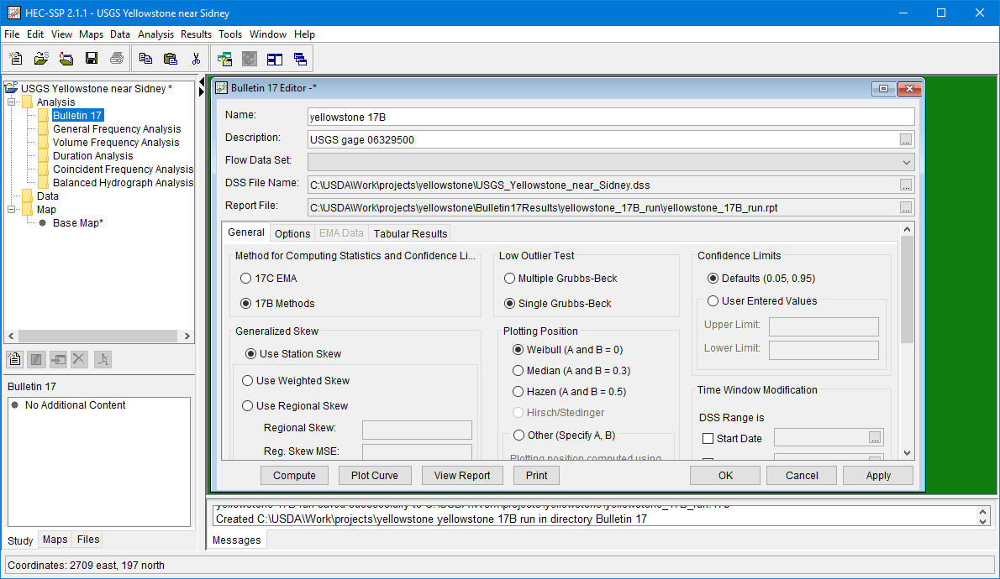 HEC-SSP 2.1.1 - USGS Yellowstone near Sidney
File Edit View Maps Data Analysis Results Tools Window Help
USGS Yellowstone near Sidney *
Analysis
Bulletin 17
General Frequency Analysis
Volume Frequency Analysis
Duration Analysis
Coincident Frequency Analysis
Balanced Hydrograph Analysis
Data
Map
Base Map*
Bulletin 17
No Additional Content
Study Maps Files
Bulletin 17 Editor -*
Name: yellowstone 17B
Description: USGS gage 06329500 ...
Flow Data Set:
DSS File Name: C:\USDA\Work\projects\yellowstone\USGS_Yellowstone_near_Sidney.dss ...
Report File: C:\USDA\Work\projects\yellowstone\Bulletin17Results\yellowstone_17B_run\yellowstone_17B_run.rpt ...
General Options EMA Data Tabular Results
Method for Computing Statistics and Confidence Li...
17C EMA
17B Methods
Generalized Skew
Use Station Skew
Use Weighted Skew
Use Regional Skew
Regional Skew:
Reg. Skew MSE:
Low Outlier Test
Multiple Grubbs-Beck
Single Grubbs-Beck
Plotting Position
Weibull (A and B = 0)
Median (A and B = 0.3)
Hazen (A and B = 0.5)
Hirsch/Stedinger
Other (Specify A, B)
Plotting position computed using
Confidence Limits
Defaults (0.05, 0.95)
User Entered Values
Upper Limit:
Lower Limit:
Time Window Modification
DSS Range is
Start Date ...
Compute Plot Curve View Report Print OK Cancel Apply
yellowstone 17B run saved successfully to C:\USDA\Work\projects\yellowstone\yellowstone_17B_run.17b
Created C:\USDA\Work\projects\yellowstone yellowstone 17B run in directory Bulletin 17
Messages
Coordinates: 2709 east, 197 north